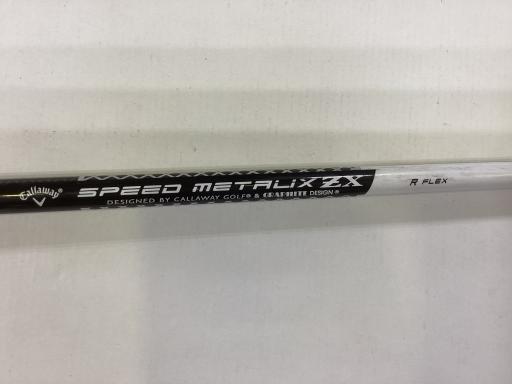 Callaway®
SPEED METALIX ZX
DESIGNED BY CALLAWAY GOLF® & GRAPHITE DESIGN®
R FLEX